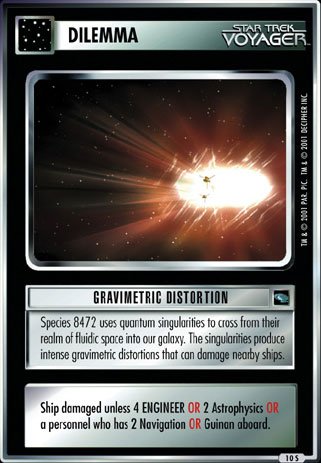 DILEMMA
STAR TREK
VOYAGER™
TM & © 2001 PAR. PIC. TM & © 2001 DECIPHER INC.
GRAVIMETRIC DISTORTION
Species 8472 uses quantum singularities to cross from their
realm of fluidic space into our galaxy. The singularities produce
intense gravimetric distortions that can damage nearby ships.
Ship damaged unless 4 ENGINEER OR 2 Astrophysics OR
a personnel who has 2 Navigation OR Guinan aboard.
10 S